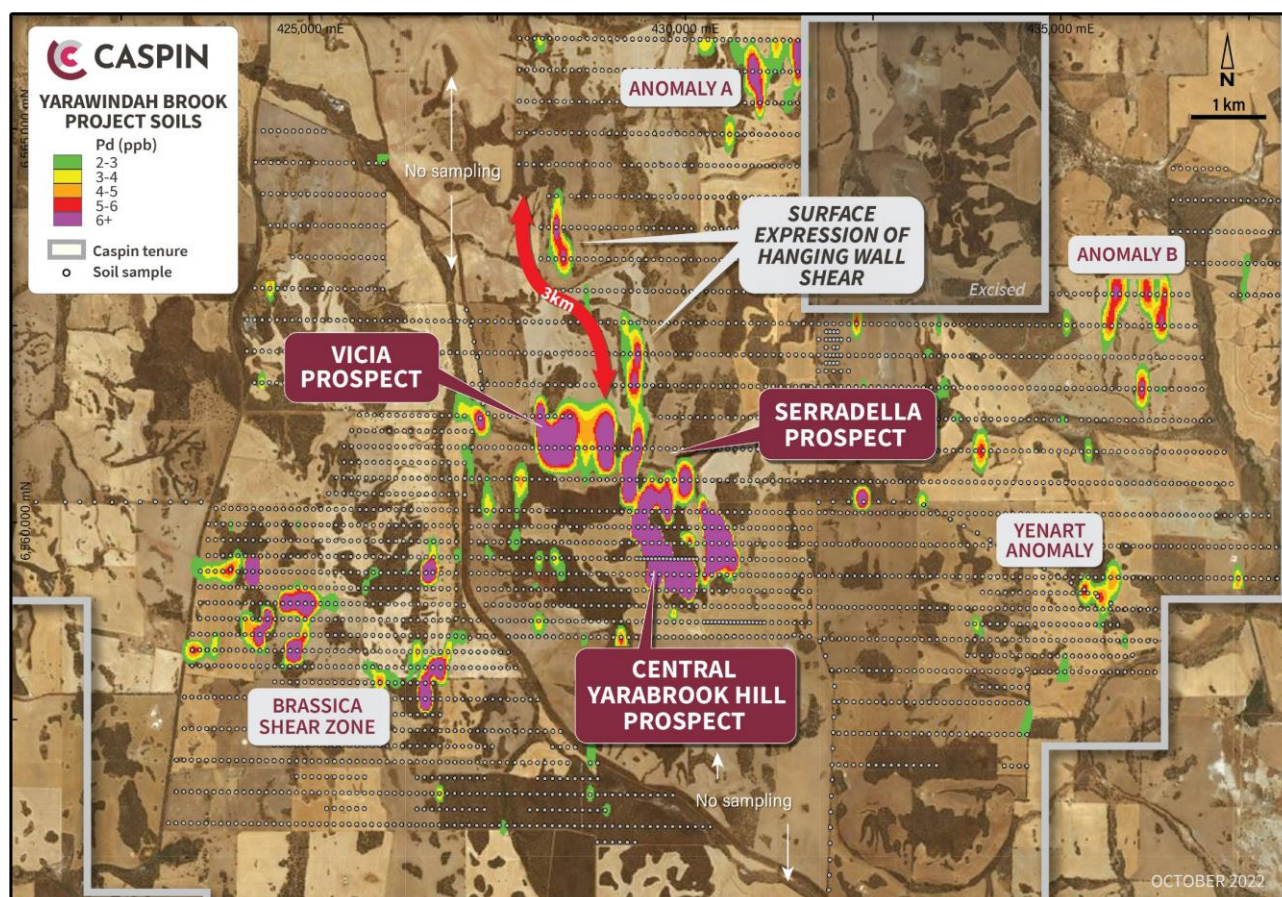 425,000 mE
430,000 mE
435,000 mE
CASPIN
YARAWINDAH BROOK
PROJECT SOILS
Pd (ppb)
2-3
3-4
4-5
5-6
6+
Caspin tenure
Soil sample
6,565,000 mN
No sampling
ANOMALY A
N
1 km
SURFACE
EXPRESSION OF
HANGING WALL
SHEAR
Excised
ANOMALY B
3km
VICIA
PROSPECT
SERRADELLA
PROSPECT
6,560,000 mN
YENART
ANOMALY
CENTRAL
YARABROOK HILL
PROSPECT
BRASSICA
SHEAR ZONE
No sampling
OCTOBER 2022